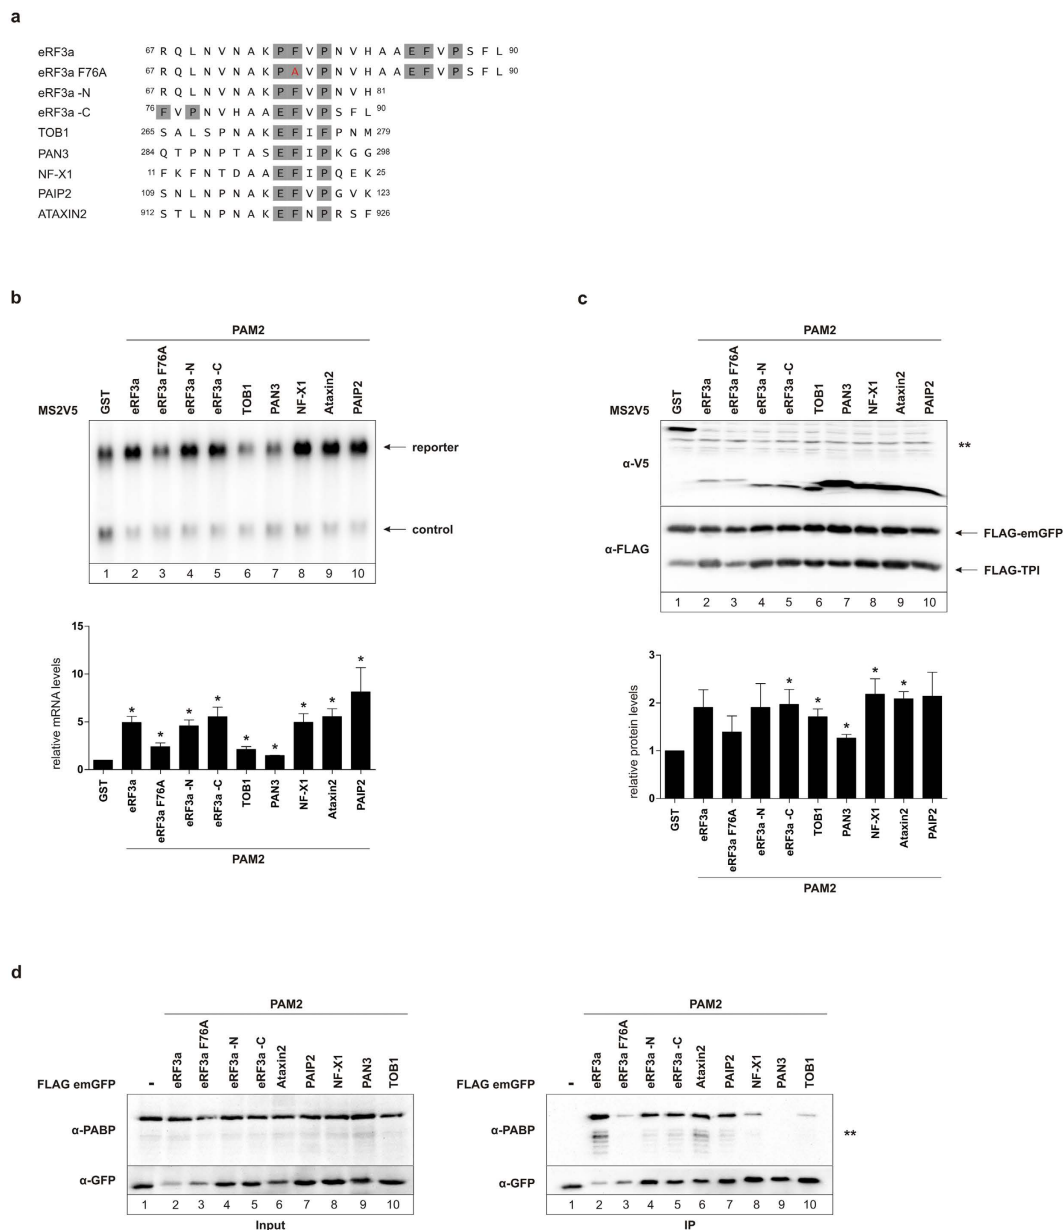 a
eRF3a 67 R Q L N V N A K P F V P N V H A A E F V P S F L 90
eRF3a F76A 67 R Q L N V N A K P A V P N V H A A E F V P S F L 90
eRF3a -N 67 R Q L N V N A K P F V P N V H 81
eRF3a -C 76 F V P N V H A A E F V P S F L 90
TOB1 265 S A L S P N A K E F I F P N M 279
PAN3 284 Q T P N P T A S E F I P K G G 298
NF-X1 11 F K F N T D A A E F I P Q E K 25
PAIP2 109 S N L N P N A K E F V P G V K 123
ATAXIN2 912 S T L N P N A K E F N P R S F 926
b
PAM2
MS2V5 GST eRF3a eRF3a F76A eRF3a -N eRF3a -C TOB1 PAN3 NF-X1 Ataxin2 PAIP2
reporter
control
1 2 3 4 5 6 7 8 9 10
relative mRNA levels
15
10
5
0
* * * * * * * * *
GST eRF3a eRF3a F76A eRF3a -N eRF3a -C TOB1 PAN3 NF-X1 Ataxin2 PAIP2
PAM2
c
PAM2
MS2V5 GST eRF3a eRF3a F76A eRF3a -N eRF3a -C TOB1 PAN3 NF-X1 Ataxin2 PAIP2
α-V5
**
α-FLAG
FLAG-emGFP
FLAG-TPI
1 2 3 4 5 6 7 8 9 10
relative protein levels
3
2
1
0
* * * * *
GST eRF3a eRF3a F76A eRF3a -N eRF3a -C TOB1 PAN3 NF-X1 Ataxin2 PAIP2
PAM2
d
PAM2
FLAG emGFP - eRF3a eRF3a F76A eRF3a -N eRF3a -C Ataxin2 PAIP2 NF-X1 PAN3 TOB1
α-PABP
α-GFP
1 2 3 4 5 6 7 8 9 10
Input
PAM2
FLAG emGFP - eRF3a eRF3a F76A eRF3a -N eRF3a -C Ataxin2 PAIP2 NF-X1 PAN3 TOB1
α-PABP
**
α-GFP
1 2 3 4 5 6 7 8 9 10
IP